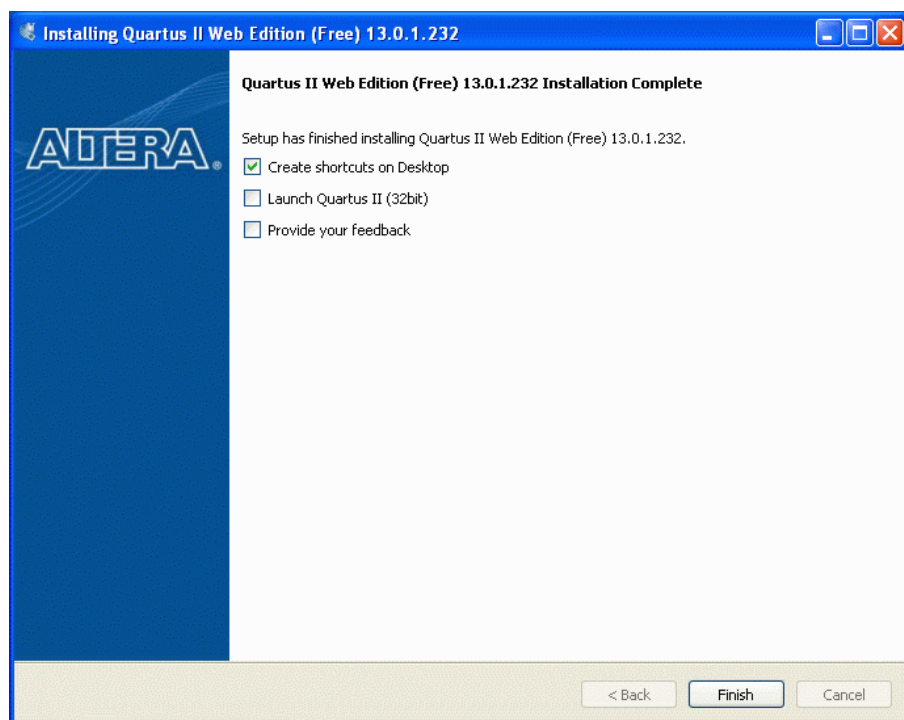 Installing Quartus II Web Edition (Free) 13.0.1.232
Quartus II Web Edition (Free) 13.0.1.232 Installation Complete
ALTERA®
Setup has finished installing Quartus II Web Edition (Free) 13.0.1.232.
Create shortcuts on Desktop
Launch Quartus II (32bit)
Provide your feedback
< Back Finish Cancel